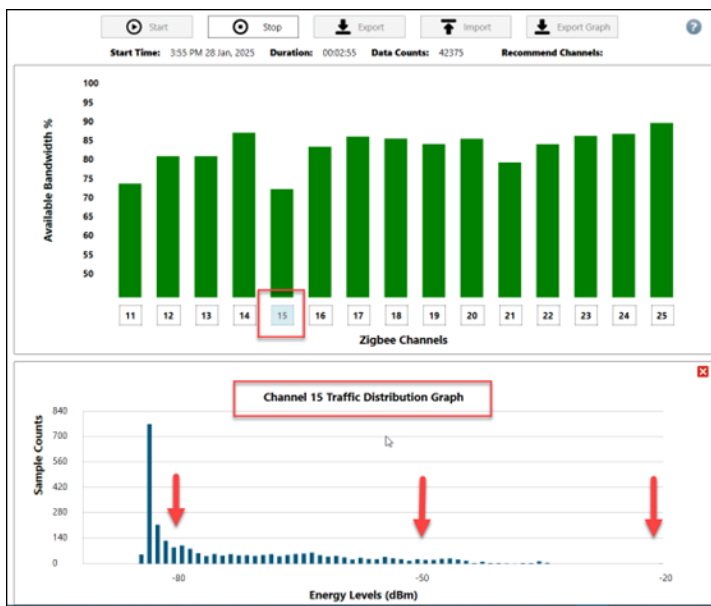 Start Stop Export Import Export Graph ?
Start Time: 3:55 PM 28 Jan, 2025 Duration: 00:02:55 Data Counts: 42375 Recommend Channels:
100
95
90
85
80
75
70
65
60
55
50
Available Bandwidth %
11 12 13 14 15 16 17 18 19 20 21 22 23 24 25
Zigbee Channels
Channel 15 Traffic Distribution Graph
840
700
560
420
280
140
0
Sample Counts
-80 -50 -20
Energy Levels (dBm)